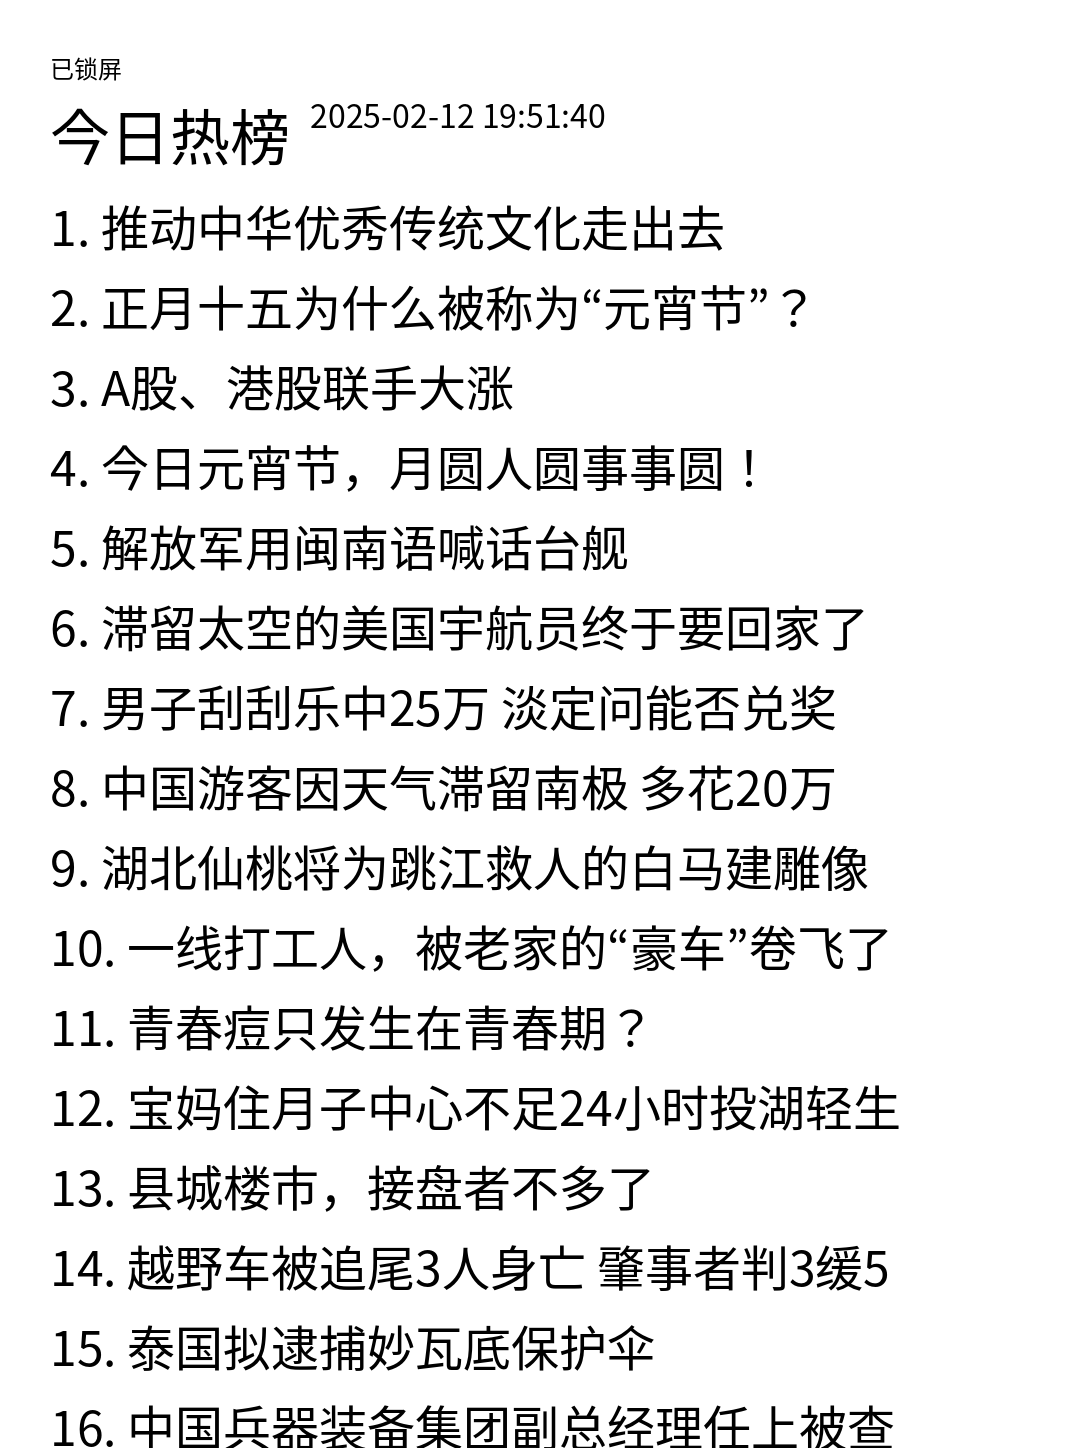 已锁屏
今日热榜 2025-02-12 19:51:40
1. 推动中华优秀传统文化走出去
2. 正月十五为什么被称为“元宵节”？
3. A股、港股联手大涨
4. 今日元宵节，月圆人圆事事圆！
5. 解放军用闽南语喊话台舰
6. 滞留太空的美国宇航员终于要回家了
7. 男子刮刮乐中25万 淡定问能否兑奖
8. 中国游客因天气滞留南极 多花20万
9. 湖北仙桃将为跳江救人的白马建雕像
10. 一线打工人，被老家的“豪车”卷飞了
11. 青春痘只发生在青春期？
12. 宝妈住月子中心不足24小时投湖轻生
13. 县城楼市，接盘者不多了
14. 越野车被追尾3人身亡 肇事者判3缓5
15. 泰国拟逮捕妙瓦底保护伞
16. 中国兵器装备集团副总经理任上被查